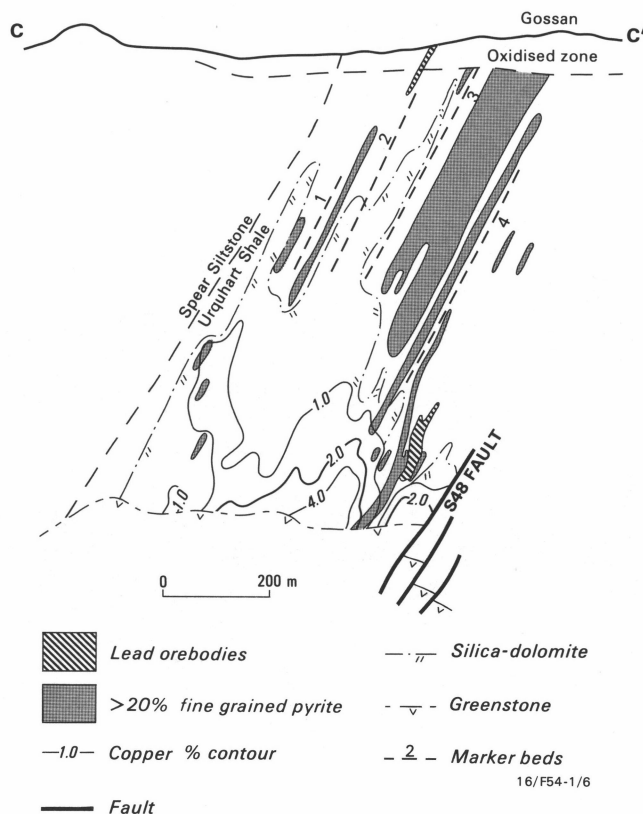 C
Gossan
C'
Oxidised zone
3
2
1
4
Spear Siltstone
Urquhart Shale
1.0
2.0
4.0
1.0
2.0
S48 FAULT
0
200 m
Lead orebodies
>20% fine grained pyrite
—1.0— Copper % contour
Fault
Silica-dolomite
Greenstone
2 Marker beds
16/F54-1/6